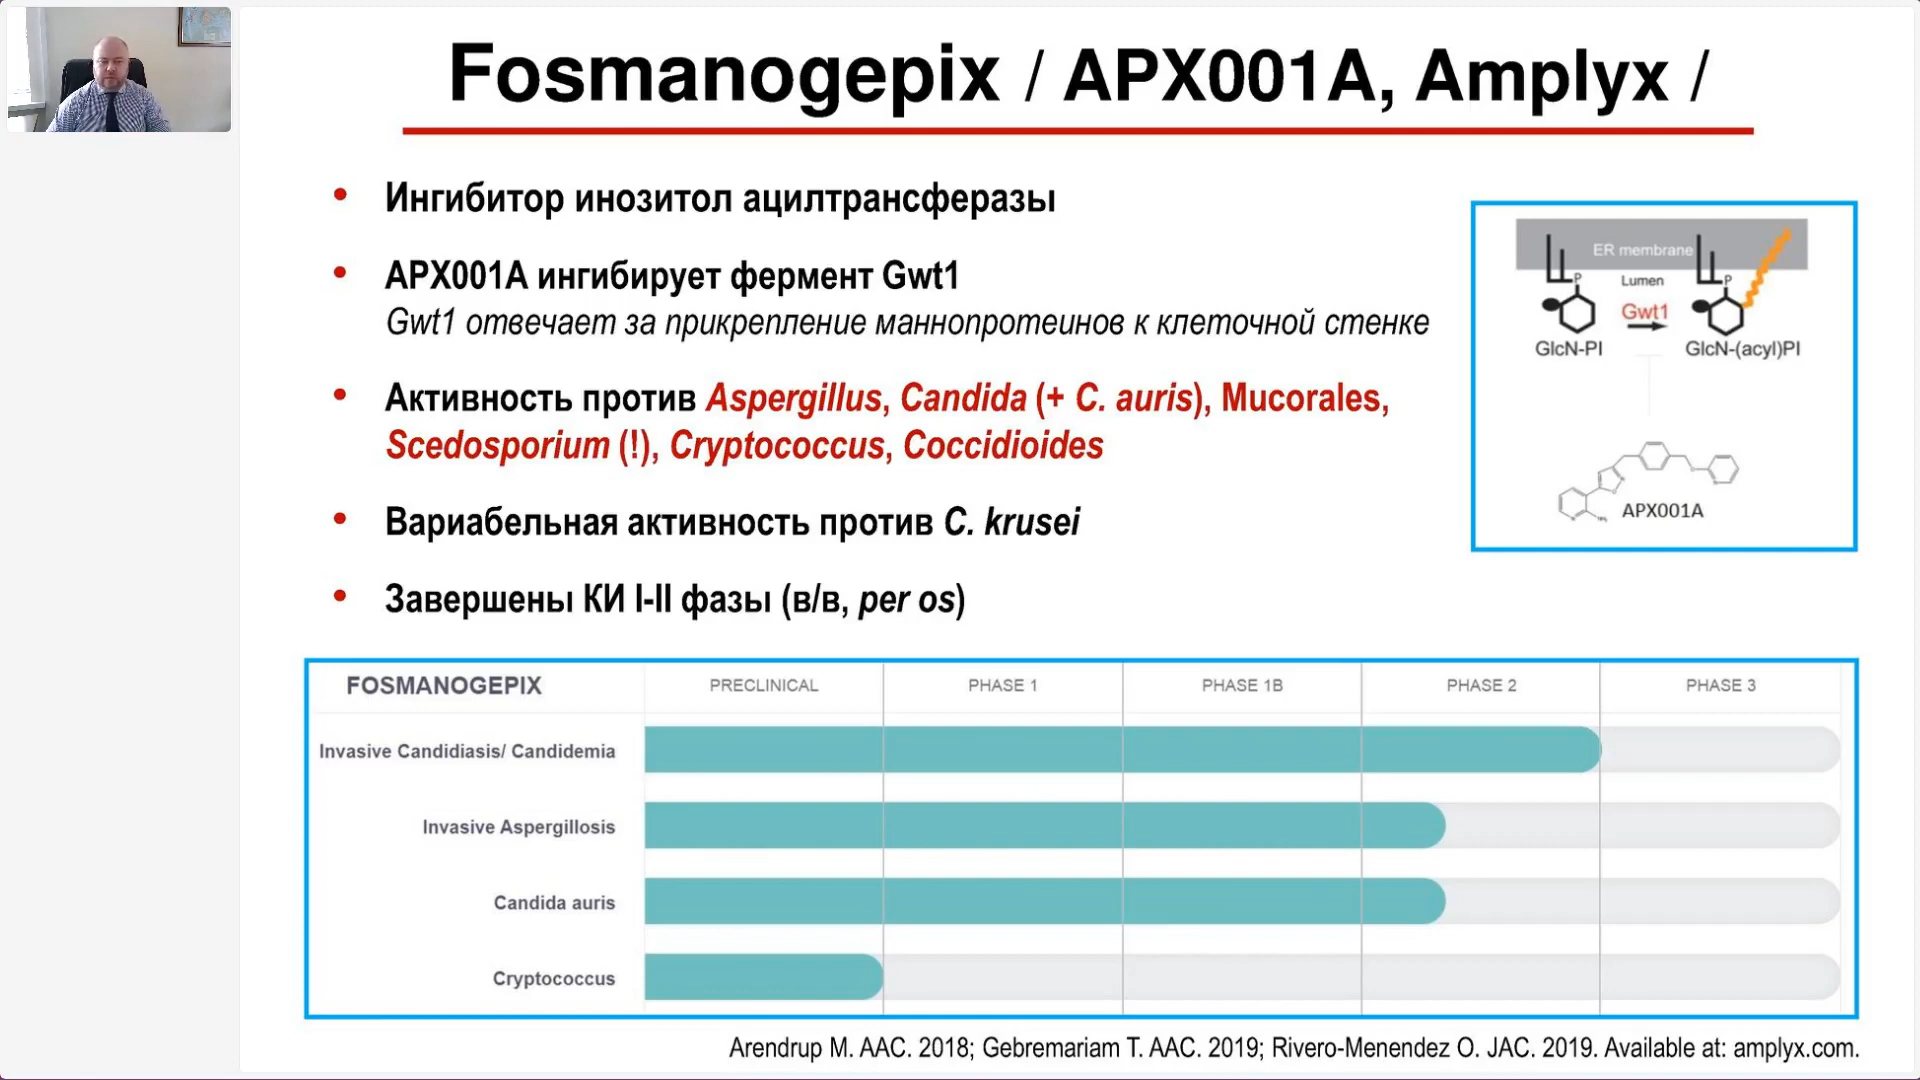 Fosmanogepix / APX001A, Amplyx /
• Ингибитор инозитол ацилтрансферазы
• APX001A ингибирует фермент Gwt1
Gwt1 отвечает за прикрепление маннопротеинов к клеточной стенке
• Активность против Aspergillus, Candida (+ C. auris), Mucorales,
Scedosporium (!), Cryptococcus, Coccidioides
• Вариабельная активность против C. krusei
• Завершены КИ I-II фазы (в/в, per os)
ER membrane
P P
Lumen
Gwt1
GlcN-PI GlcN-(acyl)PI
APX001A
FOSMANOGEPIX PRECLINICAL PHASE 1 PHASE 1B PHASE 2 PHASE 3
Invasive Candidiasis/ Candidemia
Invasive Aspergillosis
Candida auris
Cryptococcus
Arendrup M. AAC. 2018; Gebremariam T. AAC. 2019; Rivero-Menendez O. JAC. 2019. Available at: amplyx.com.